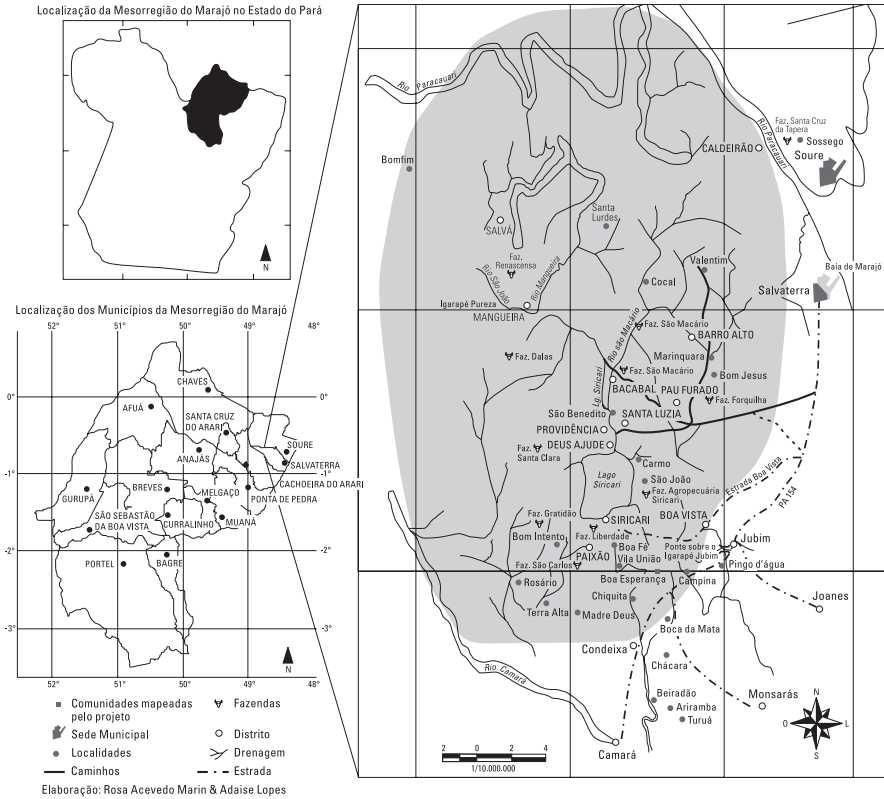 Localização da Mesorregião do Marajó no Estado do Pará
N
Localização dos Municípios da Mesorregião do Marajó
52°
51°
50°
49°
48°
0°
-1°
-2°
-3°
0°
-1°
-2°
-3°
52°
51°
50°
49°
48°
CHAVES
AFUÁ
SANTA CRUZ
DO ARARI
SOURE
ANAJÁS
SALVATERRA
CACHOEIRA DO ARARI
GURUPÁ
BREVES
MELGAÇO
PONTA DE PEDRA
SÃO SEBASTIÃO
DA BOA VISTA
CURRALINHO
MUANÁ
PORTEL
BAGRE
N
Comunidades mapeadas
pelo projeto
Fazendas
Sede Municipal
Distrito
Localidades
Drenagem
Caminhos
Estrada
Elaboração: Rosa Acevedo Marin & Adaise Lopes
Rio Paracauari
Rio Paracauari
Faz. Santa Cruz
da Tapera
Sossego
Soure
CALDEIRÃO
Bomfim
SALVÁ
Santa
Lurdes
Faz.
Renascensa
Rio São João
Rio Mangueira
Valentim
Cocal
Baia de Marajó
Salvaterra
Igarapé Pureza
MANGUEIRA
Rio são Macário
Faz. São Macário
BARRO ALTO
Faz. Dalas
Marinquara
Faz. São Macário
Bom Jesus
Lg. Siricari
BACABAL
PAU FURADO
Faz. Forquilha
São Benedito
SANTA LUZIA
PROVIDÊNCIA
DEUS AJUDE
Faz.
Santa Clara
Lago
Siricari
Carmo
São João
Faz. Agropecuária
Siricari
Estrada Boa Vista
PA 154
Faz. Gratidão
SIRICARI
BOA VISTA
Faz. Liberdade
Bom Intento
PAIXÃO
Boa Fé
Vila União
Ponte sobre o
Igarapé Jubim
Jubim
Faz. São Carlos
Pingo d'água
Rosário
Boa Esperança
Campina
Chiquita
Joanes
Terra Alta
Madre Deus
Boca da Mata
Condeixa
Chácara
Rio Camará
Beiradão
Monsarás
Ariramba
Turuá
Camará
N
O
L
S
2 0 2 4
1/10.000.000